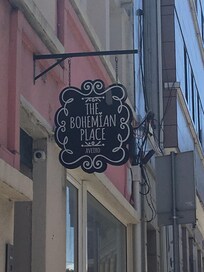 THE
BOHEMIAN
PLACE
AVEIRO